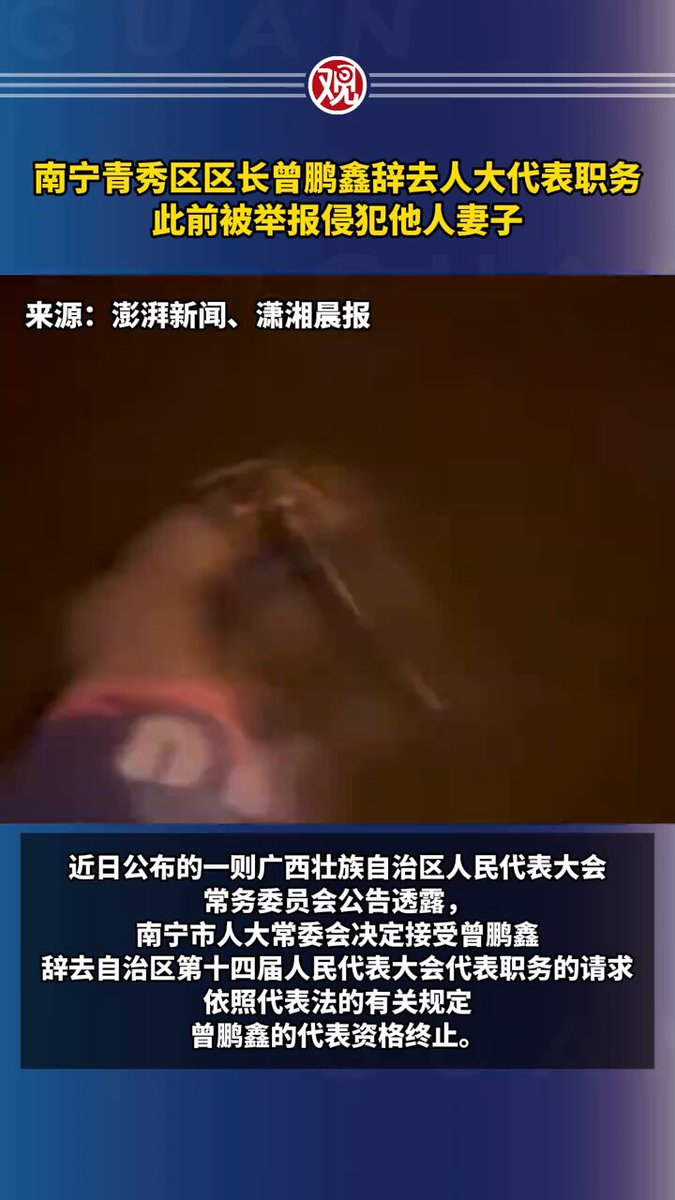 GUAN
观
南宁青秀区区长曾鹏鑫辞去人大代表职务
此前被举报侵犯他人妻子
来源：澎湃新闻、潇湘晨报
近日公布的一则广西壮族自治区人民代表大会
常务委员会公告透露，
南宁市人大常委会决定接受曾鹏鑫
辞去自治区第十四届人民代表大会代表职务的请求
依照代表法的有关规定
曾鹏鑫的代表资格终止。